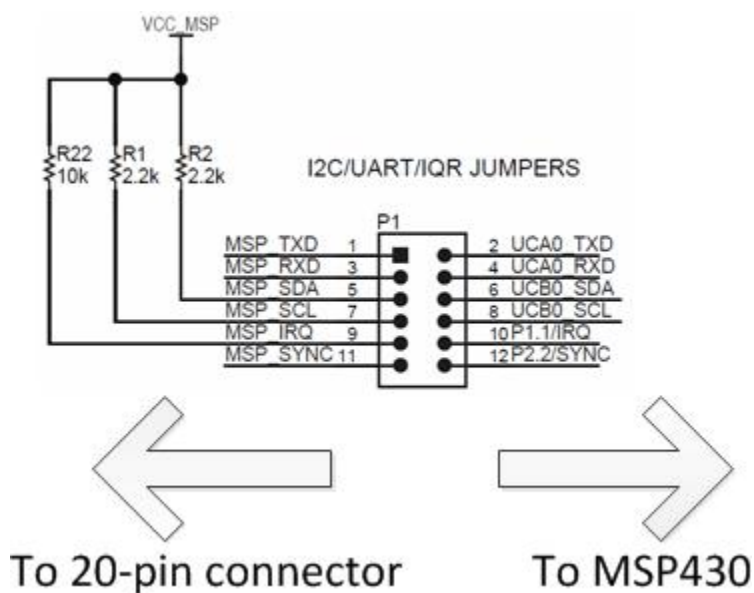 VCC_MSP
R22 R1 R2
10k 2.2k 2.2k
I2C/UART/IQR JUMPERS
P1
MSP_TXD 1 2 UCA0_TXD
MSP_RXD 3 4 UCA0_RXD
MSP_SDA 5 6 UCB0_SDA
MSP_SCL 7 8 UCB0_SCL
MSP_IRQ 9 10 P1.1/IRQ
MSP_SYNC 11 12 P2.2/SYNC
To 20-pin connector To MSP430